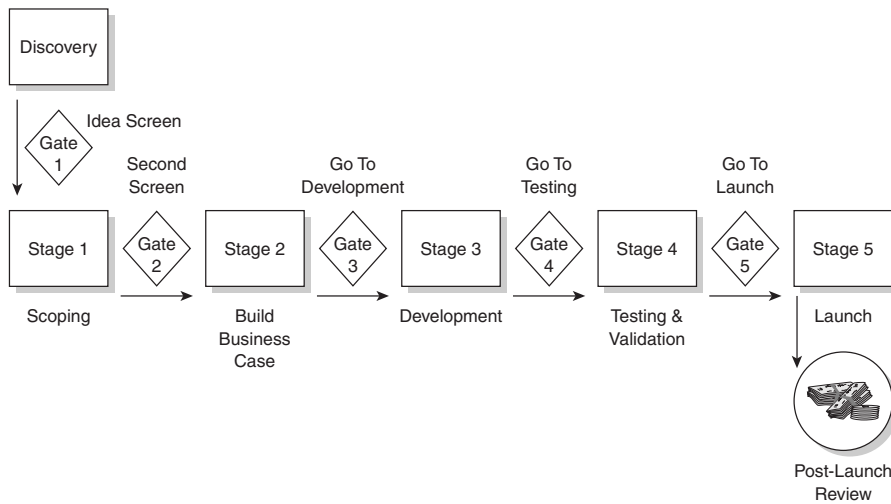 Discovery
Idea Screen
Gate
1
Second
Screen
Go To
Development
Go To
Testing
Go To
Launch
Stage 1
Gate
2
Stage 2
Gate
3
Stage 3
Gate
4
Stage 4
Gate
5
Stage 5
Scoping
Build
Business
Case
Development
Testing &
Validation
Launch
Post-Launch
Review